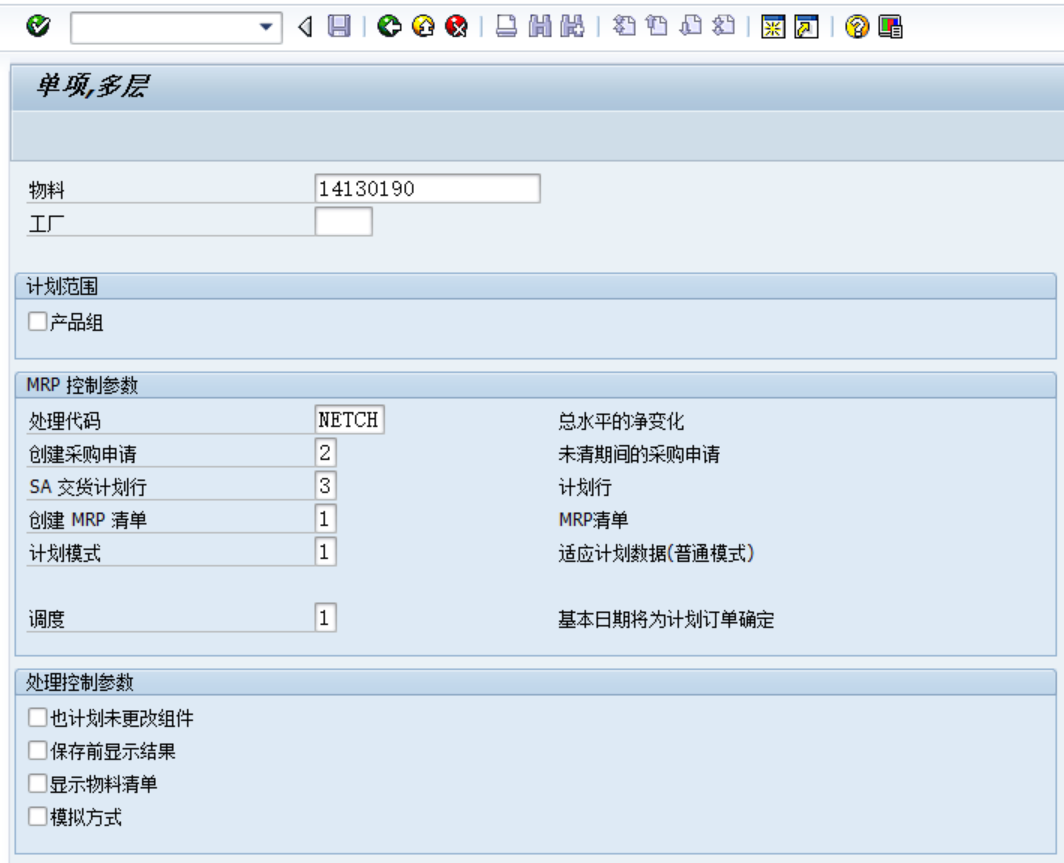 单项,多层
物料 14130190
工厂
计划范围
产品组
MRP 控制参数
处理代码 NETCH 总水平的净变化
创建采购申请 2 未清期间的采购申请
SA 交货计划行 3 计划行
创建 MRP 清单 1 MRP清单
计划模式 1 适应计划数据(普通模式)
调度 1 基本日期将为计划订单确定
处理控制参数
也计划未更改组件
保存前显示结果
显示物料清单
模拟方式